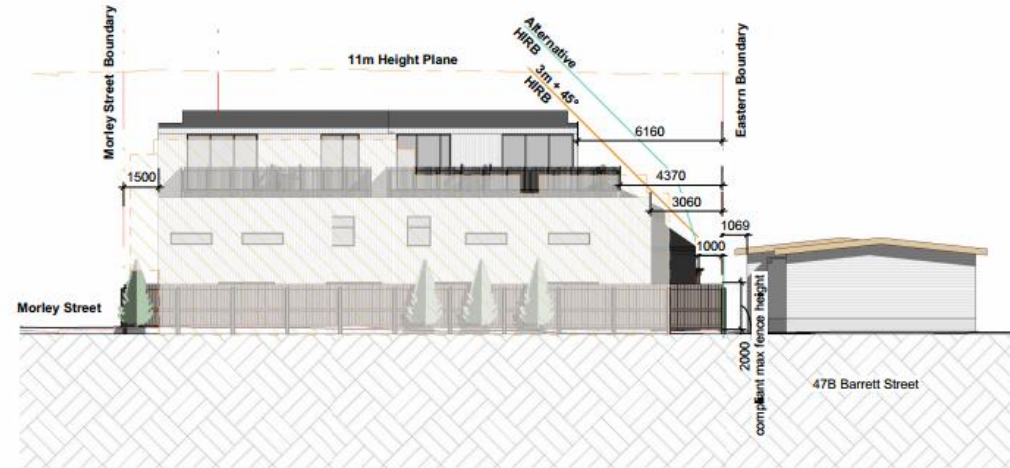 Morley Street Boundary
11m Height Plane
Alternative
HIRB
3m + 45°
HIRB
Eastern Boundary
6160
4370
1500
3060
1069
1000
Morley Street
2000
compliant max fence height
47B Barrett Street